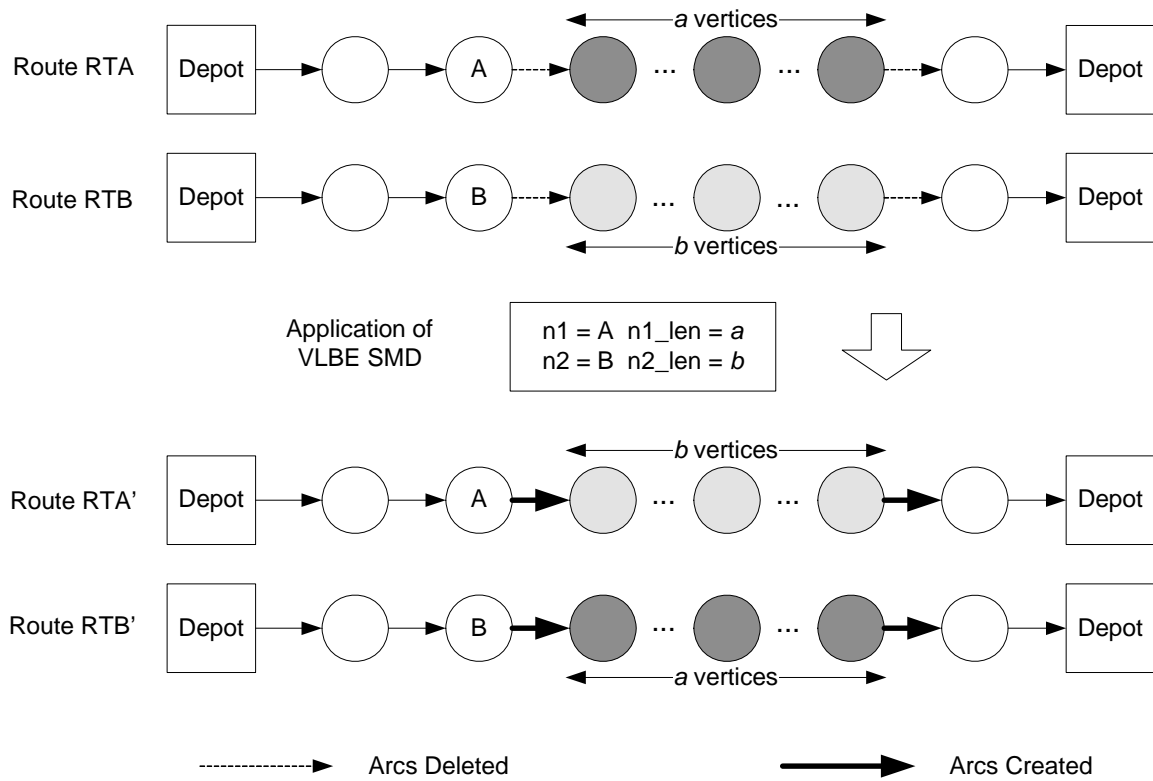 a vertices
Route RTA
Depot
A
...
...
Depot
Route RTB
Depot
B
...
...
Depot
b vertices
Application of
VLBE SMD
n1 = A n1_len = a
n2 = B n2_len = b
b vertices
Route RTA’
Depot
A
...
...
Depot
Route RTB’
Depot
B
...
...
Depot
a vertices
Arcs Deleted
Arcs Created